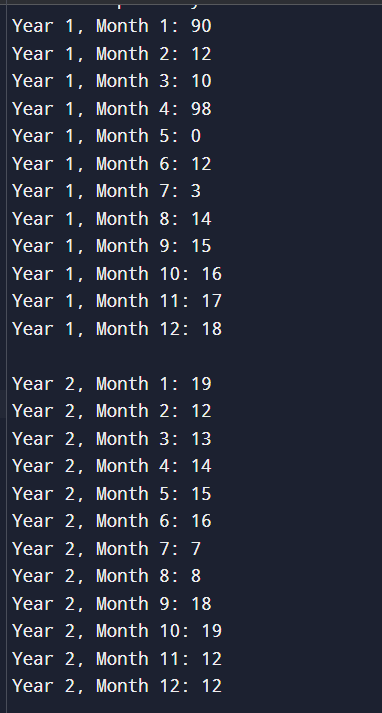 Year 1, Month 1: 90
Year 1, Month 2: 12
Year 1, Month 3: 10
Year 1, Month 4: 98
Year 1, Month 5: 0
Year 1, Month 6: 12
Year 1, Month 7: 3
Year 1, Month 8: 14
Year 1, Month 9: 15
Year 1, Month 10: 16
Year 1, Month 11: 17
Year 1, Month 12: 18
Year 2, Month 1: 19
Year 2, Month 2: 12
Year 2, Month 3: 13
Year 2, Month 4: 14
Year 2, Month 5: 15
Year 2, Month 6: 16
Year 2, Month 7: 7
Year 2, Month 8: 8
Year 2, Month 9: 18
Year 2, Month 10: 19
Year 2, Month 11: 12
Year 2, Month 12: 12